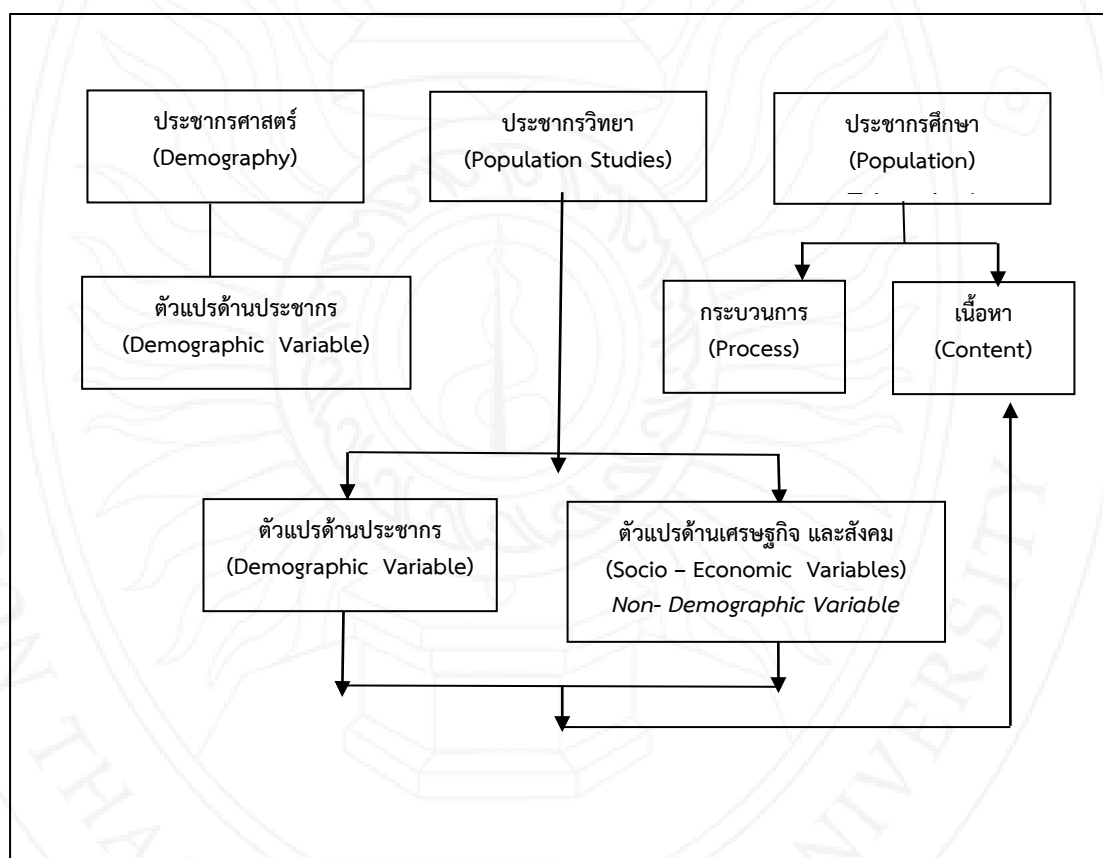 ประชากรศาสตร์
(Demography)
ประชากรวิทยา
(Population Studies)
ประชากรศึกษา
(Population)
ตัวแปรด้านประชากร
(Demographic Variable)
กระบวนการ
(Process)
เนื้อหา
(Content)
ตัวแปรด้านประชากร
(Demographic Variable)
ตัวแปรด้านเศรษฐกิจ และสังคม
(Socio – Economic Variables)
Non- Demographic Variable
UNIVERSITY